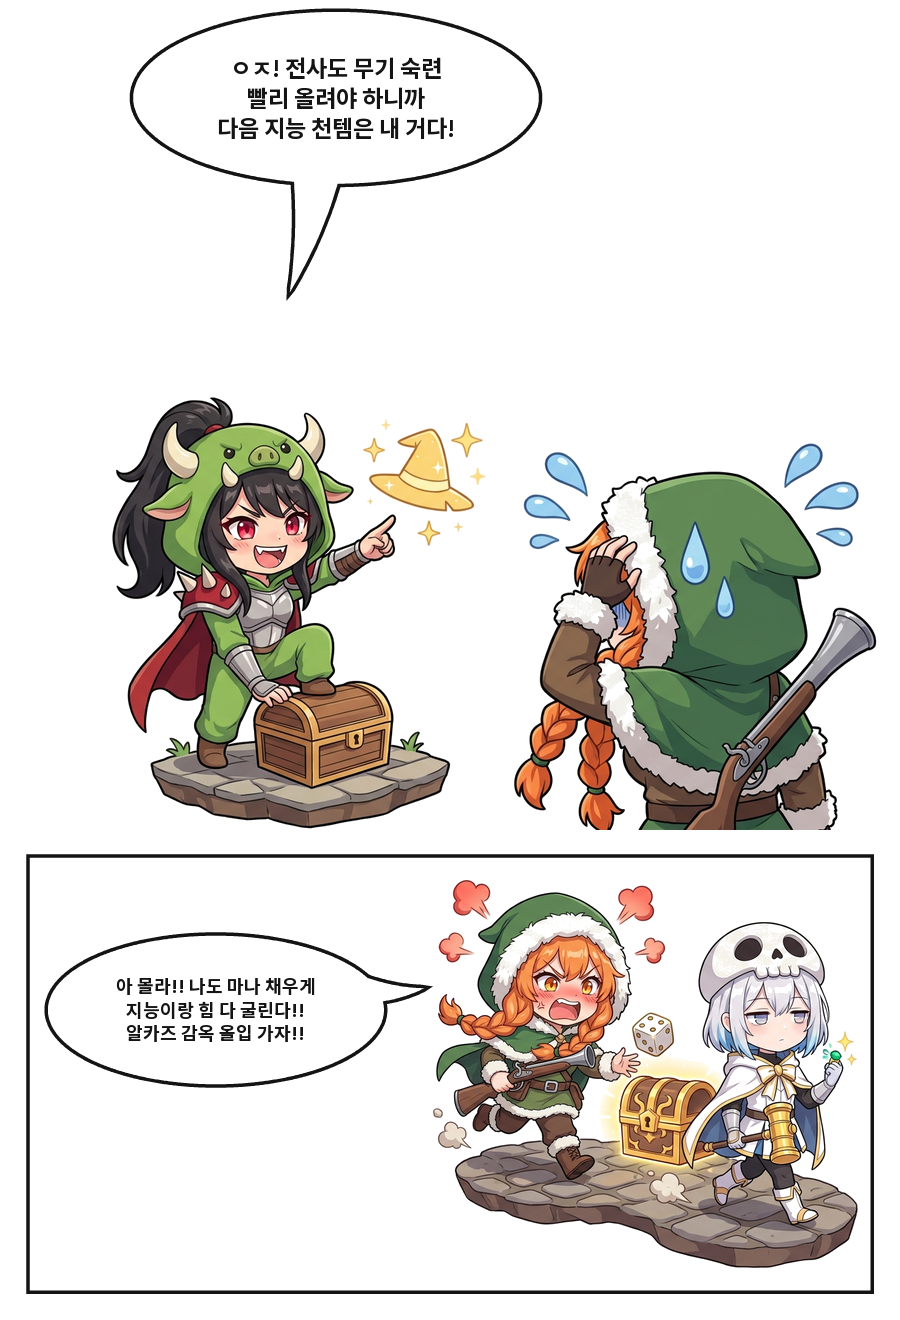 ㅇㅈ! 전사도 무기 숙련
빨리 올려야 하니까
다음 지능 천템은 내 거다!
아 몰라!! 나도 마나 채우게
지능이랑 힘 다 굴린다!!
알카즈 감옥 올입 가자!!